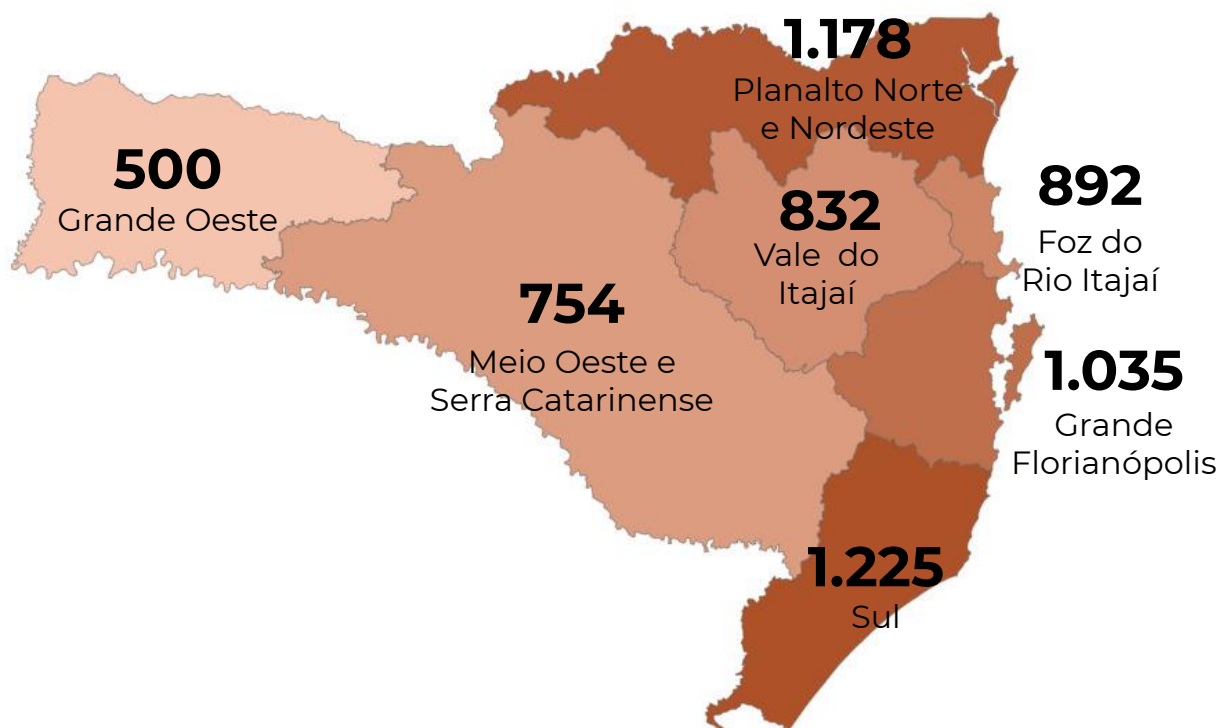 1.178
Planalto Norte
e Nordeste
500
Grande Oeste
832
Vale do
Itajaí
892
Foz do
Rio Itajaí
754
Meio Oeste e
Serra Catarinense
1.035
Grande
Florianópolis
1.225
Sul